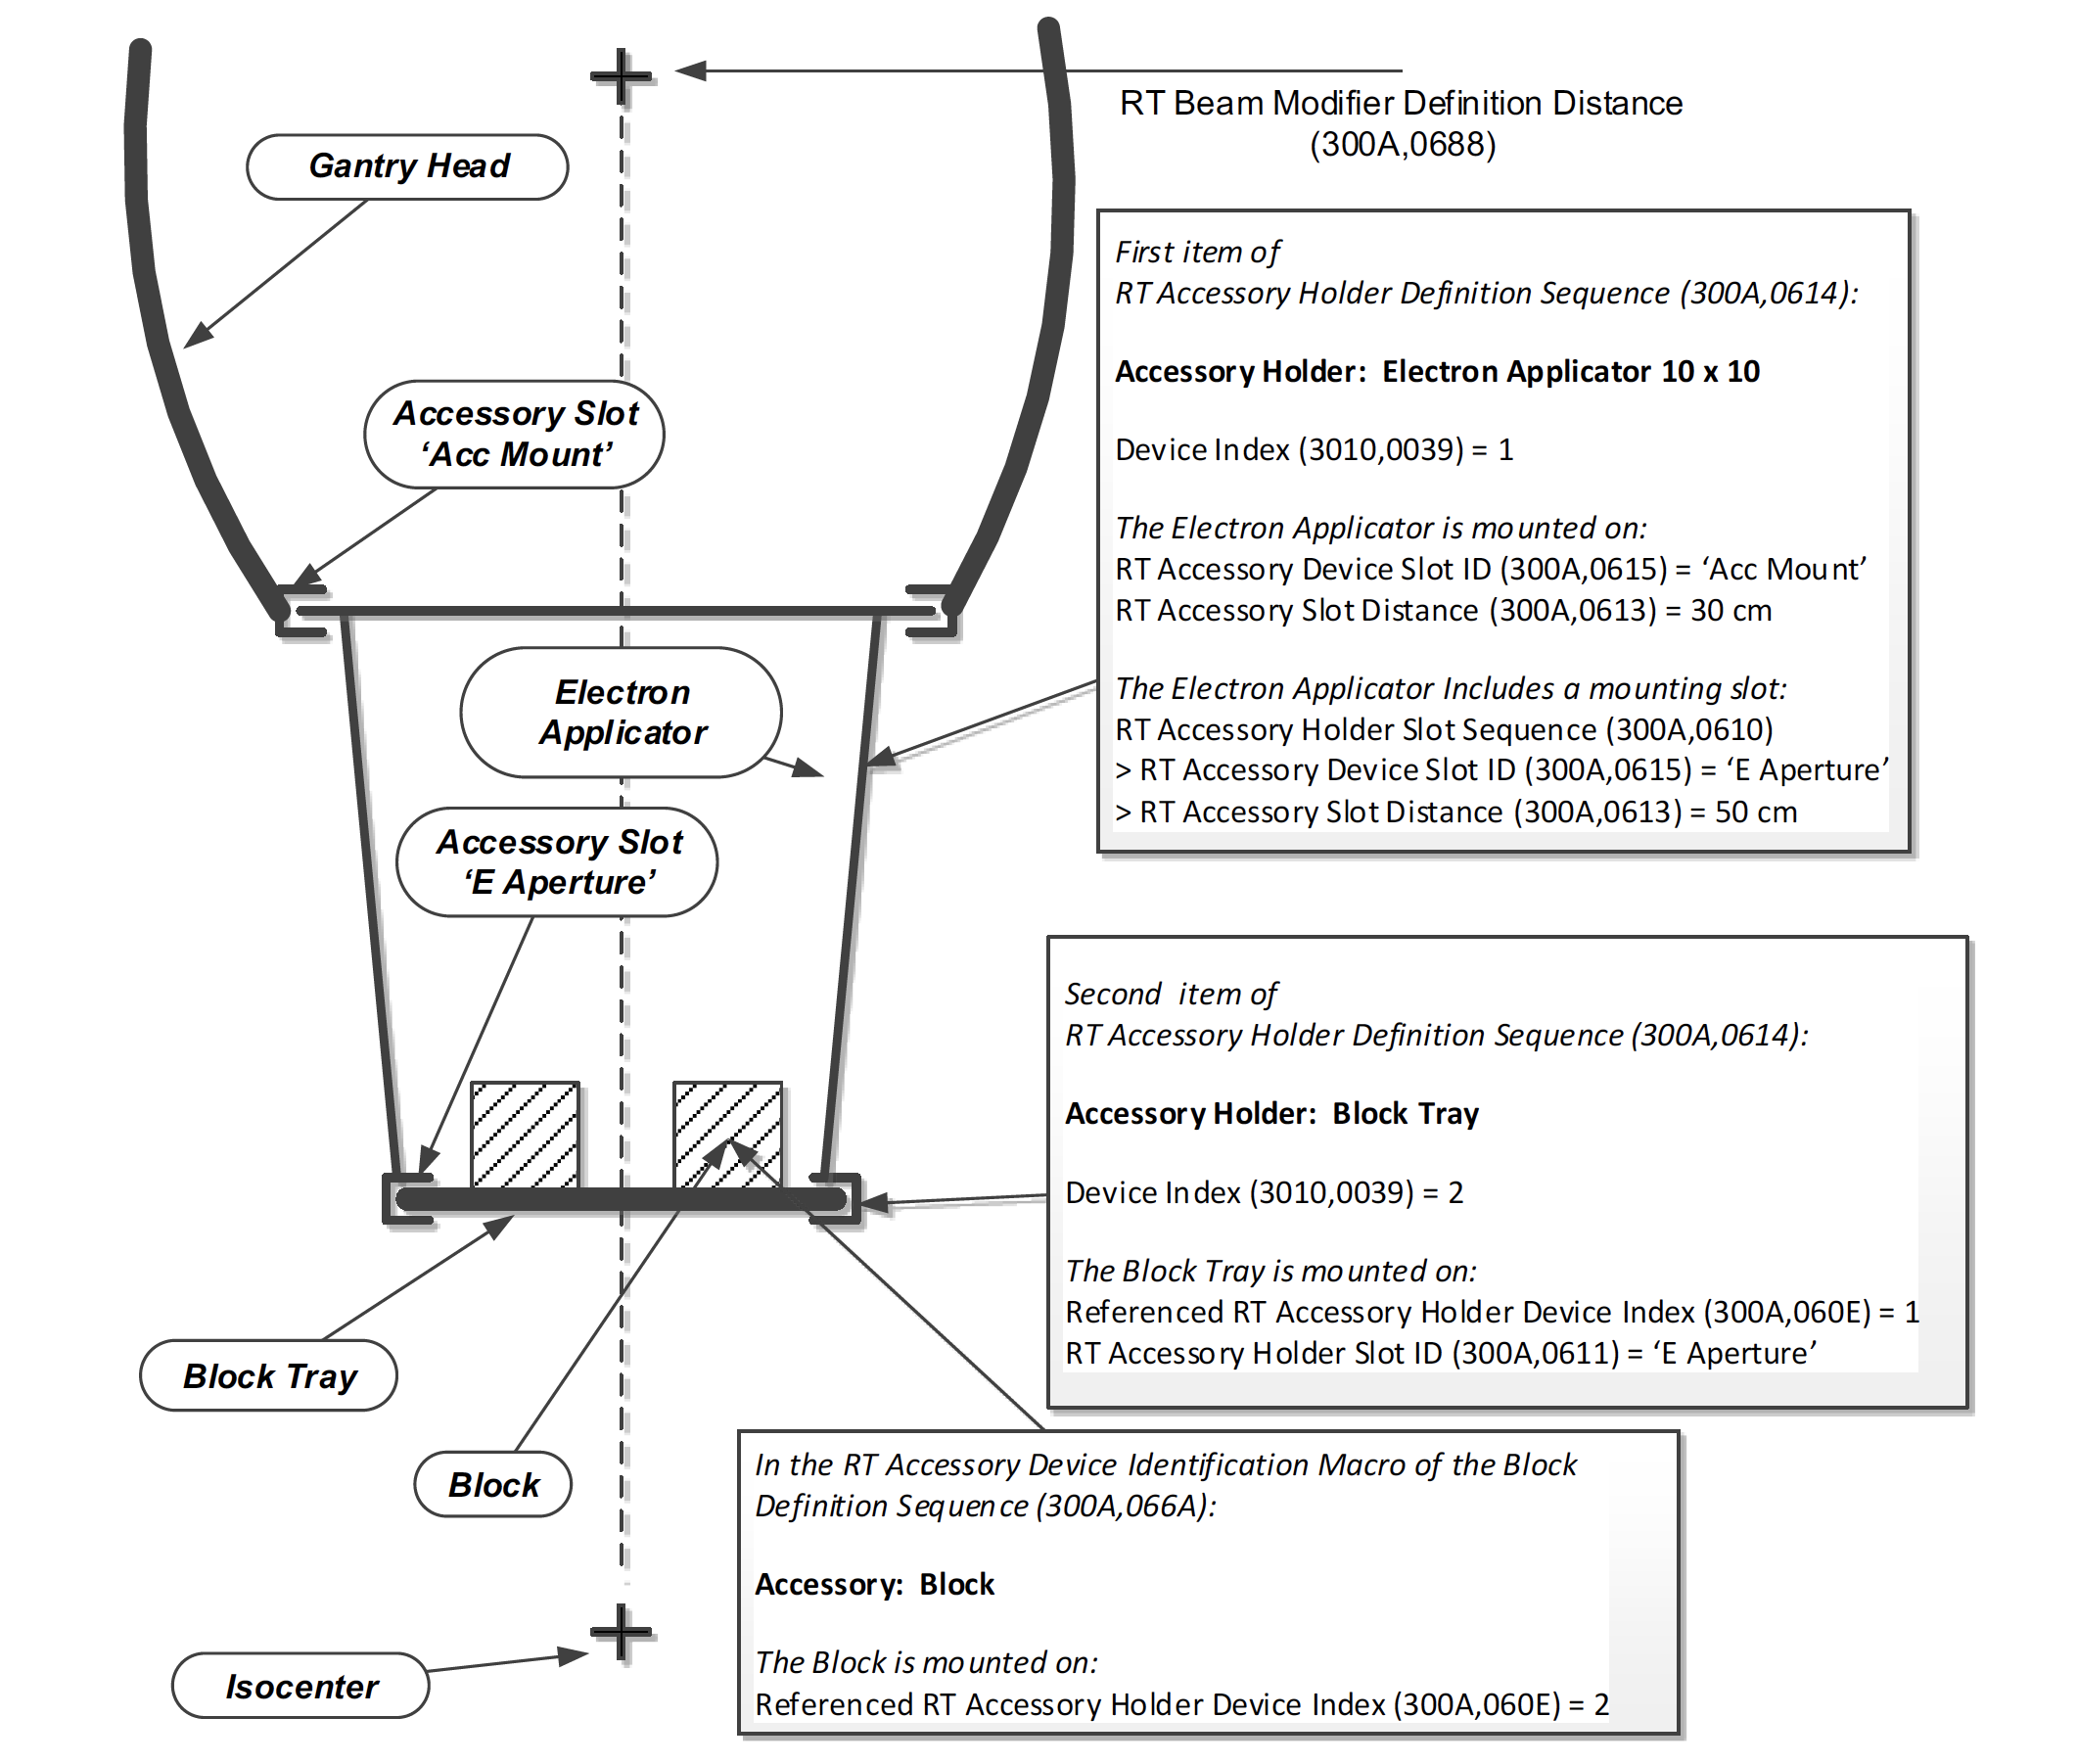 RT Beam Modifier Definition Distance
(300A,0688)
Gantry Head
First item of
RT Accessory Holder Definition Sequence (300A,0614):
Accessory Holder:  Electron Applicator 10 x 10
Device Index (3010,0039) = 1
The Electron Applicator is mounted on:
RT Accessory Device Slot ID (300A,0615) = ‘Acc Mount’
RT Accessory Slot Distance (300A,0613) = 30 cm
The Electron Applicator Includes a mounting slot:
RT Accessory Holder Slot Sequence (300A,0610)
> RT Accessory Device Slot ID (300A,0615) = ‘E Aperture’
> RT Accessory Slot Distance (300A,0613) = 50 cm
Accessory Slot
‘Acc Mount’
Electron
Applicator
Accessory Slot
‘E Aperture’
Second  item of
RT Accessory Holder Definition Sequence (300A,0614):
Accessory Holder:  Block Tray
Device Index (3010,0039) = 2
The Block Tray is mounted on:
Referenced RT Accessory Holder Device Index (300A,060E) = 1
RT Accessory Holder Slot ID (300A,0611) = ‘E Aperture’
Block Tray
Block
In the RT Accessory Device Identification Macro of the Block
Definition Sequence (300A,066A):
Accessory:  Block
The Block is mounted on:
Referenced RT Accessory Holder Device Index (300A,060E) = 2
Isocenter